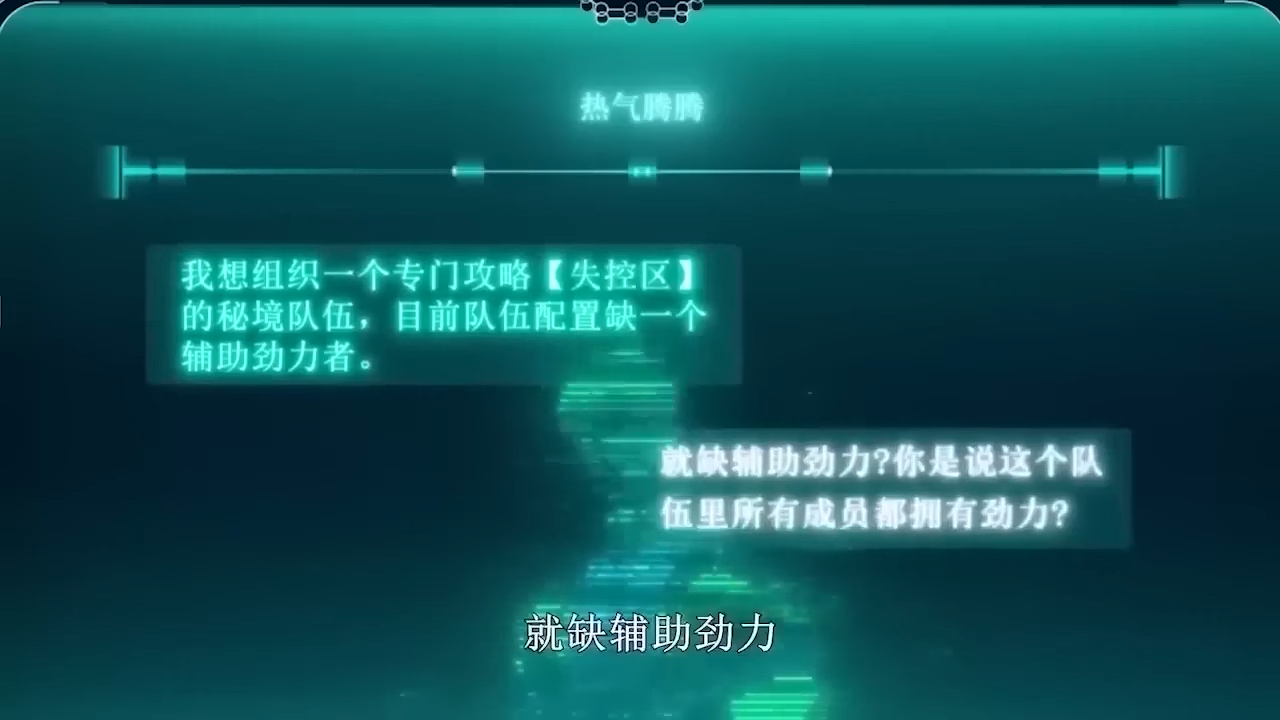 热气腾腾
我想组织一个专门攻略【失控区】
的秘境队伍，目前队伍配置缺一个
辅助劲力者。
就缺辅助劲力?你是说这个队
伍里所有成员都拥有劲力?
就缺辅助劲力